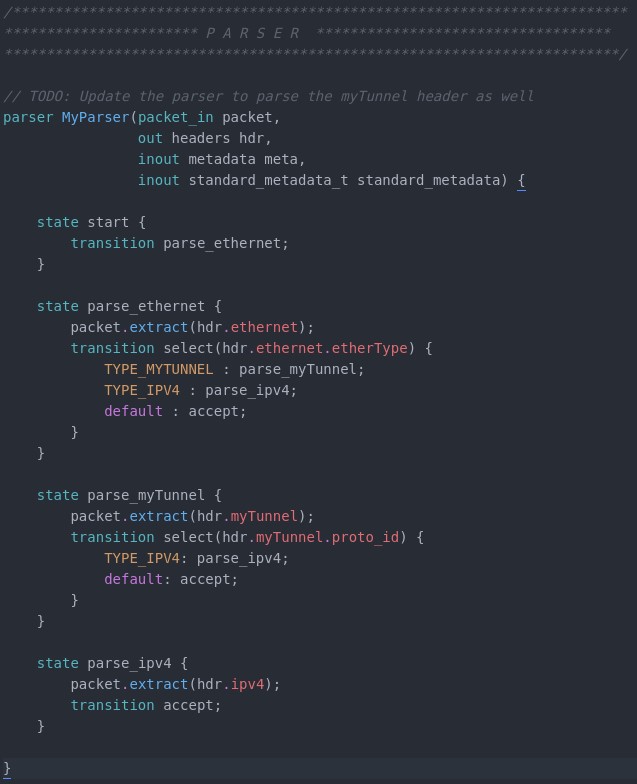 /*************************************************************************
*********************** P A R S E R  ***********************************
*************************************************************************/

// TODO: Update the parser to parse the myTunnel header as well
parser MyParser(packet_in packet,
                out headers hdr,
                inout metadata meta,
                inout standard_metadata_t standard_metadata) {

    state start {
        transition parse_ethernet;
    }

    state parse_ethernet {
        packet.extract(hdr.ethernet);
        transition select(hdr.ethernet.etherType) {
            TYPE_MYTUNNEL : parse_myTunnel;
            TYPE_IPV4 : parse_ipv4;
            default : accept;
        }
    }

    state parse_myTunnel {
        packet.extract(hdr.myTunnel);
        transition select(hdr.myTunnel.proto_id) {
            TYPE_IPV4: parse_ipv4;
            default: accept;
        }
    }

    state parse_ipv4 {
        packet.extract(hdr.ipv4);
        transition accept;
    }

}